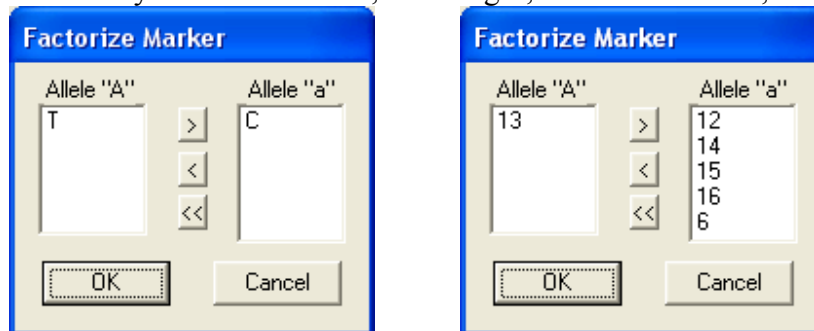 Factorize Marker
Allele "A"
Allele "a"
T
>
C
<
<<
OK
Cancel
Factorize Marker
Allele "A"
Allele "a"
13
>
12
14
<
15
16
<<
6
OK
Cancel